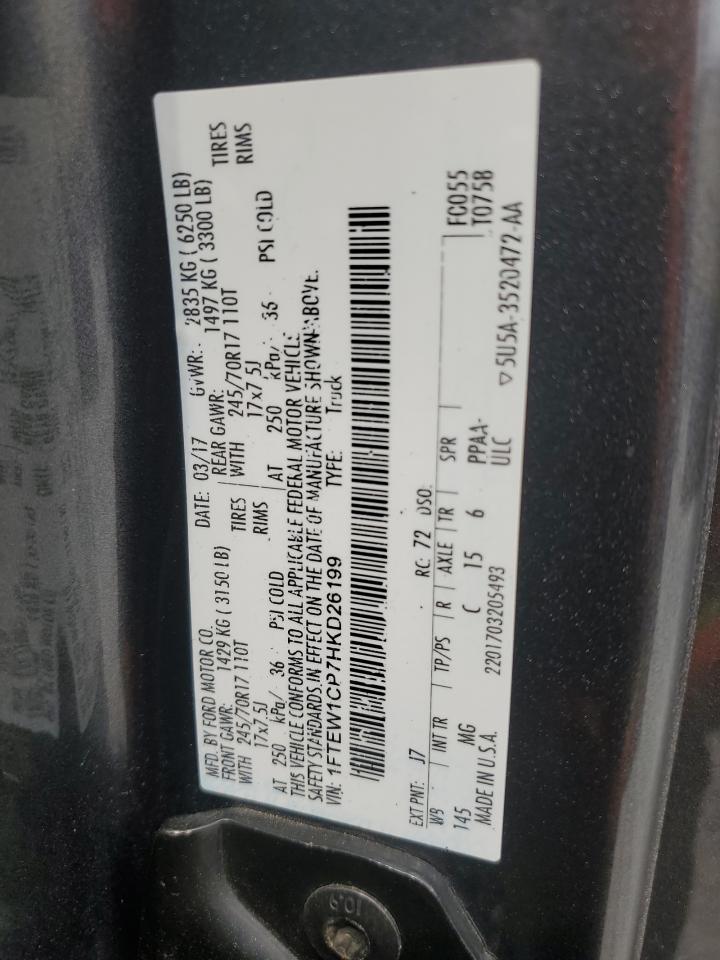 MFD. BY FORD MOTOR CO.
DATE: 03/17 GVWR: 2835 KG ( 6250 LB)
FRONT GAWR: 1429 KG ( 3150 LB) REAR GAWR: 1497 KG ( 3300 LB)
WITH 245/70R17 110T TIRES WITH 245/70R17 110T TIRES
17x7.5J RIMS 17x7.5J RIMS
AT 250 kPa/ 36 PSI COLD AT 250 kPa/ 36 PSI COLD
THIS VEHICLE CONFORMS TO ALL APPLICABLE FEDERAL MOTOR VEHICLE
SAFETY STANDARDS IN EFFECT ON THE DATE OF MANUFACTURE SHOWN ABOVE.
VIN: 1FTEW1CP7HKD26199 TYPE: Truck
EXT PNT: J7 RC: 72 DSO: FC055
WB INT TR TP/PS R AXLE TR SPR T0758
145 MG C 15 6 PPAA-
MADE IN U.S.A. 2201703205493 ULC ▽ 5U5A-3520472-AA
10.9